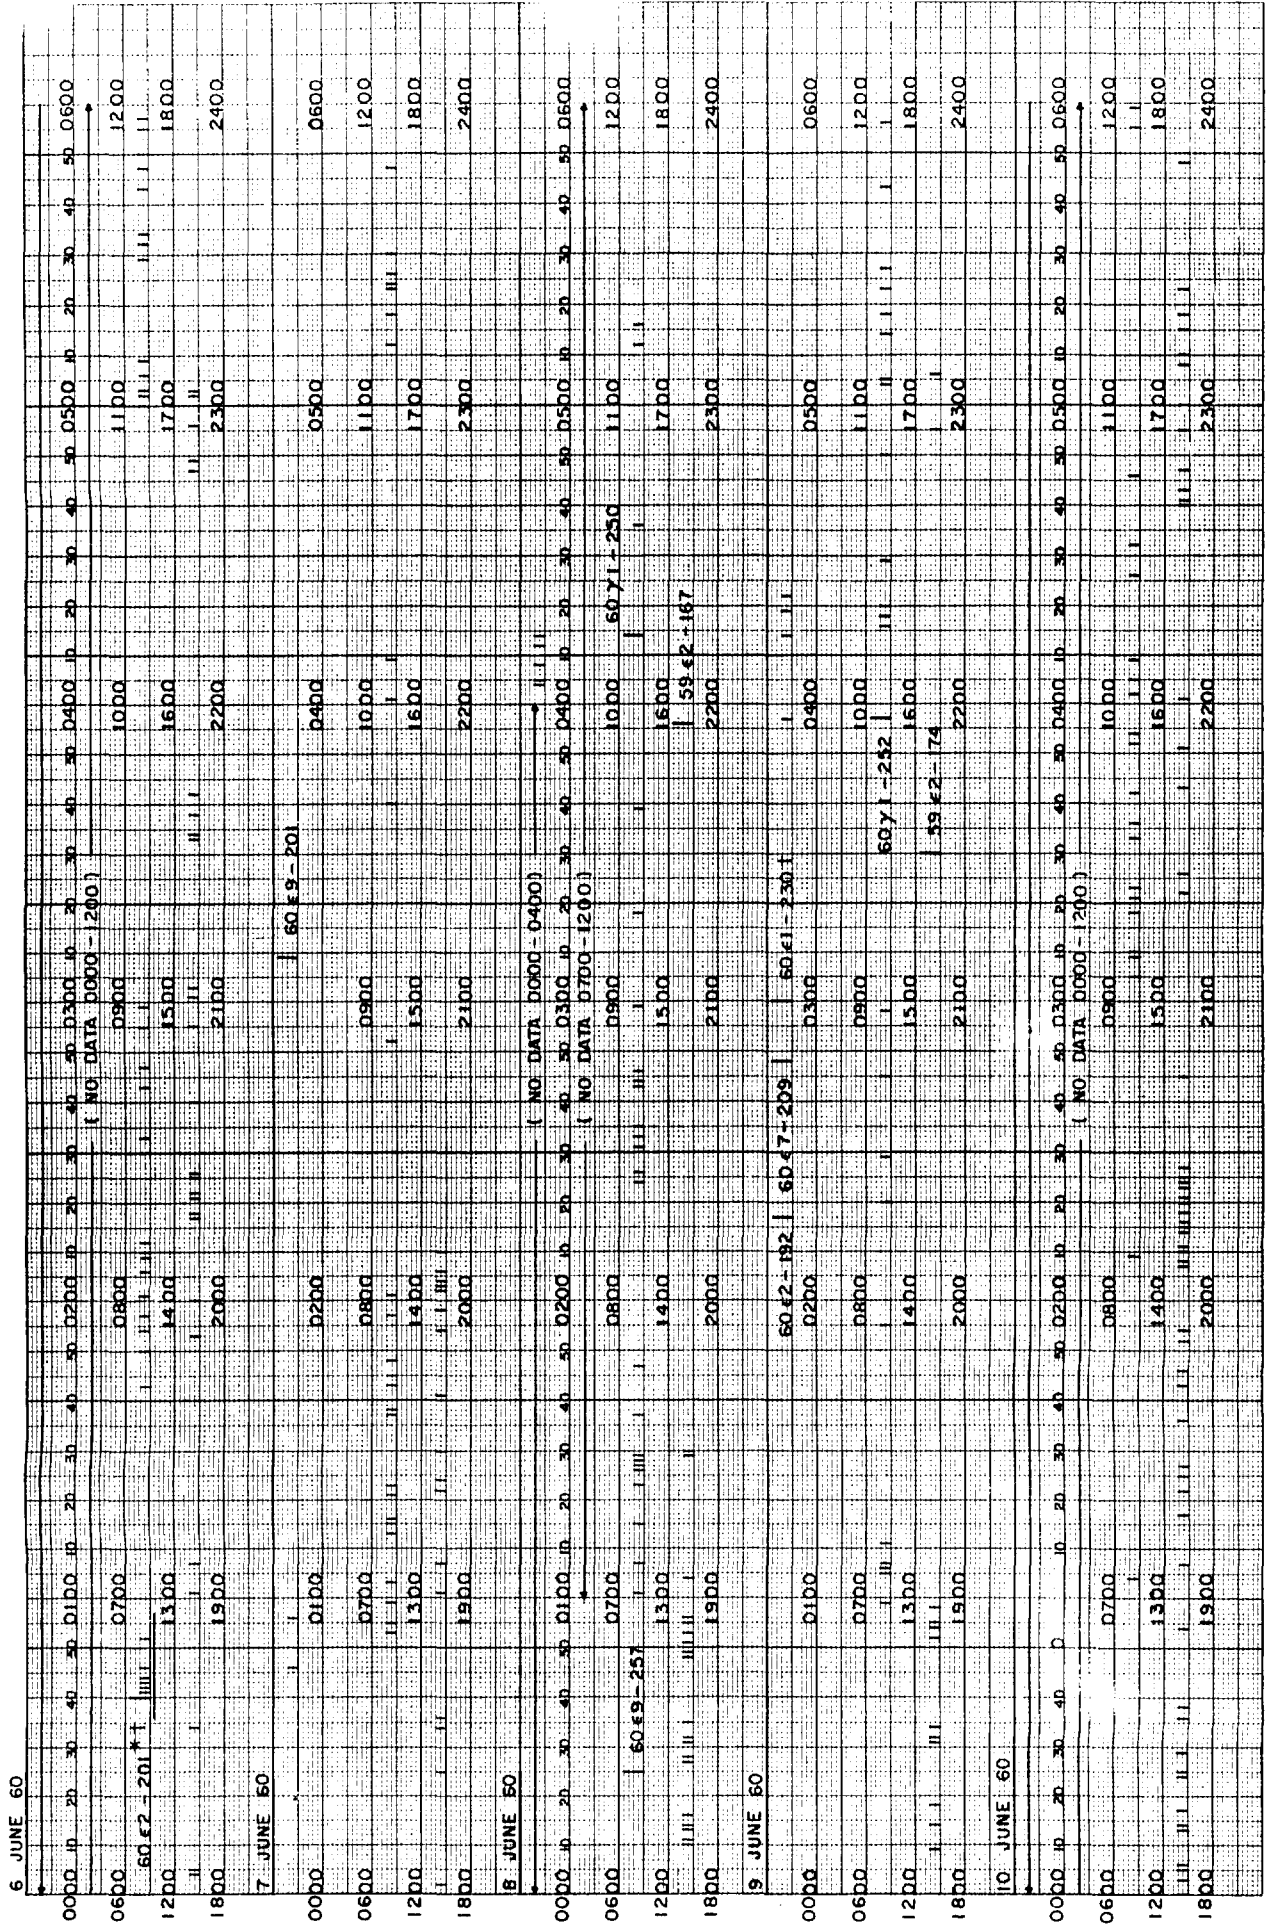 6 JUNE 60
0000 10 20 30 40 50 0100 10 20 30 40 50 0200 10 20 30 40 50 0300 10 20 30 40 50 0400 10 20 30 40 50 0500 10 20 30 40 50 0600
(NO DATA 0000-1200)
0600 0700 0800 0900 1000 1100 1200
60 ϵ2-201*†
1200 1300 1400 1500 1600 1700 1800
1800 1900 2000 2100 2200 2300 2400
7 JUNE 60
60 ϵ9-201
0000 0100 0200 0400 0500 0600
0600 0700 0800 0900 1000 1100 1200
1200 1300 1400 1500 1600 1700 1800
1800 1900 2000 2100 2200 2300 2400
8 JUNE 60
(NO DATA 0000-0400)
0000 10 20 30 40 50 0100 10 20 30 40 50 0200 10 20 30 40 50 0300 10 20 30 40 50 0400 10 20 30 40 50 0500 10 20 30 40 50 0600
(NO DATA 0700-1200)
0600 0700 0800 0900 1000 60 γ1-250 1100 1200
60 ϵ9-257
1200 1300 1400 1500 1600 1700 1800
59 ϵ2-167
1800 1900 2000 2100 2200 2300 2400
9 JUNE 60
60 ϵ2-192 60 ϵ7-209 60 ϵ1-230†
0000 0100 0200 0300 0400 0500 0600
0600 0700 0800 0900 1000 1100 1200
60 γ1-252
1200 1300 1400 1500 1600 1700 1800
59 ϵ2-174
1800 1900 2000 2100 2200 2300 2400
10 JUNE 60
0000 10 20 30 40 10 20 30 40 50 0200 10 20 30 40 50 0300 10 20 30 40 50 0400 10 20 30 40 50 0500 10 20 30 40 50 0600
(NO DATA 0000-1200)
0600 0700 0800 0900 1000 1100 1200
1200 1300 1400 1500 1600 1700 1800
1800 1900 2000 2100 2200 2300 2400